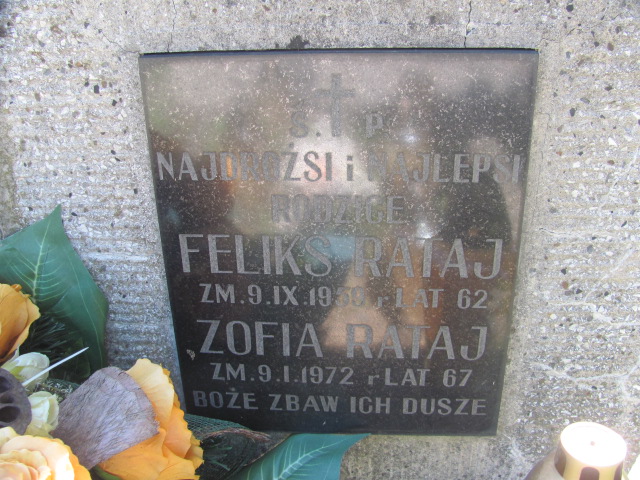 Ś. P.
NAJDROŻSI i NAJLEPSI
RODZICE
FELIKS RATAJ
ZM. 9. IX. 1959 r LAT 62
ZOFIA RATAJ
ZM. 9. I. 1972 r LAT 67
BOŻE ZBAW ICH DUSZE